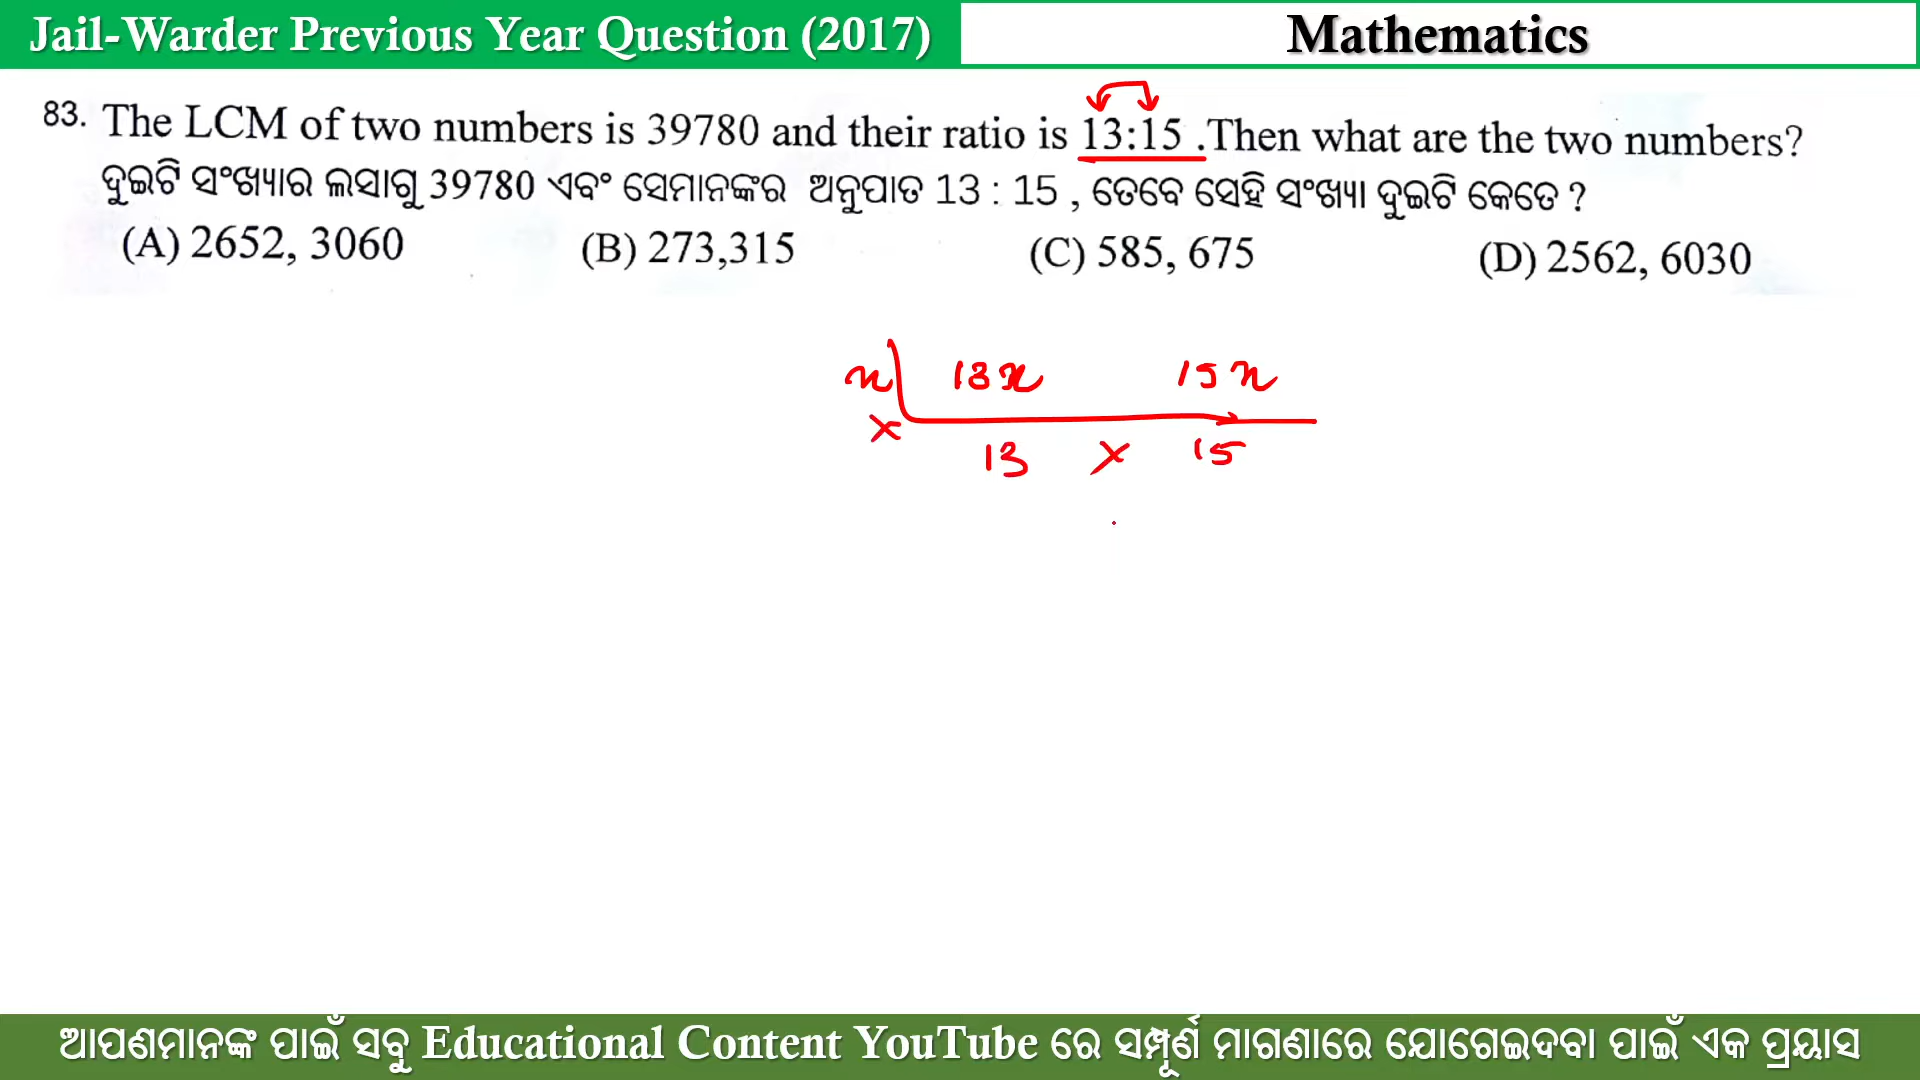 Jail-Warder Previous Year Question (2017)
Mathematics
83. The LCM of two numbers is 39780 and their ratio is 13:15 .Then what are the two numbers?
ଦୁଇଟି ସଂଖ୍ୟାର ଲସାଗୁ 39780 ଏବଂ ସେମାନଙ୍କର ଅନୁପାତ 13 : 15 , ତେବେ ସେହି ସଂଖ୍ୟା ଦୁଇଟି କେତେ ?
(A) 2652, 3060 (B) 273,315 (C) 585, 675 (D) 2562, 6030
x 13x 15x
× 13 × 15
ଆପଣମାନଙ୍କ ପାଇଁ ସବୁ Educational Content YouTube ରେ ସମ୍ପୂର୍ଣ ମାଗଣାରେ ଯୋଗେଇଦବା ପାଇଁ ଏକ ପ୍ରୟାସ